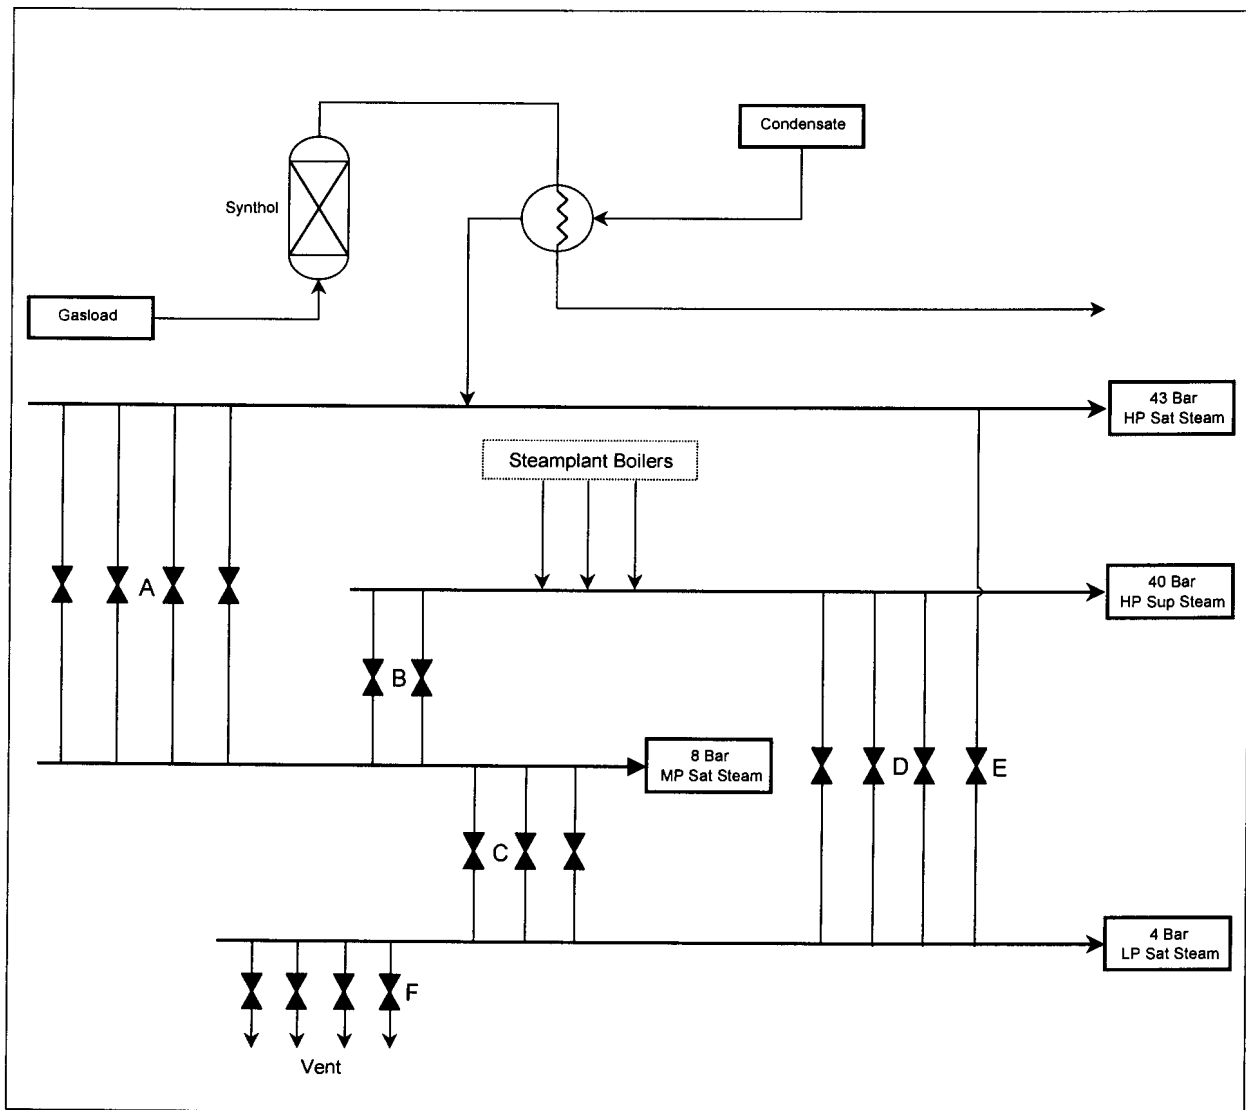 Condensate
Synthol
Gasload
43 Bar
HP Sat Steam
Steamplant Boilers
A
40 Bar
HP Sup Steam
B
8 Bar
MP Sat Steam
D
E
C
4 Bar
LP Sat Steam
F
Vent